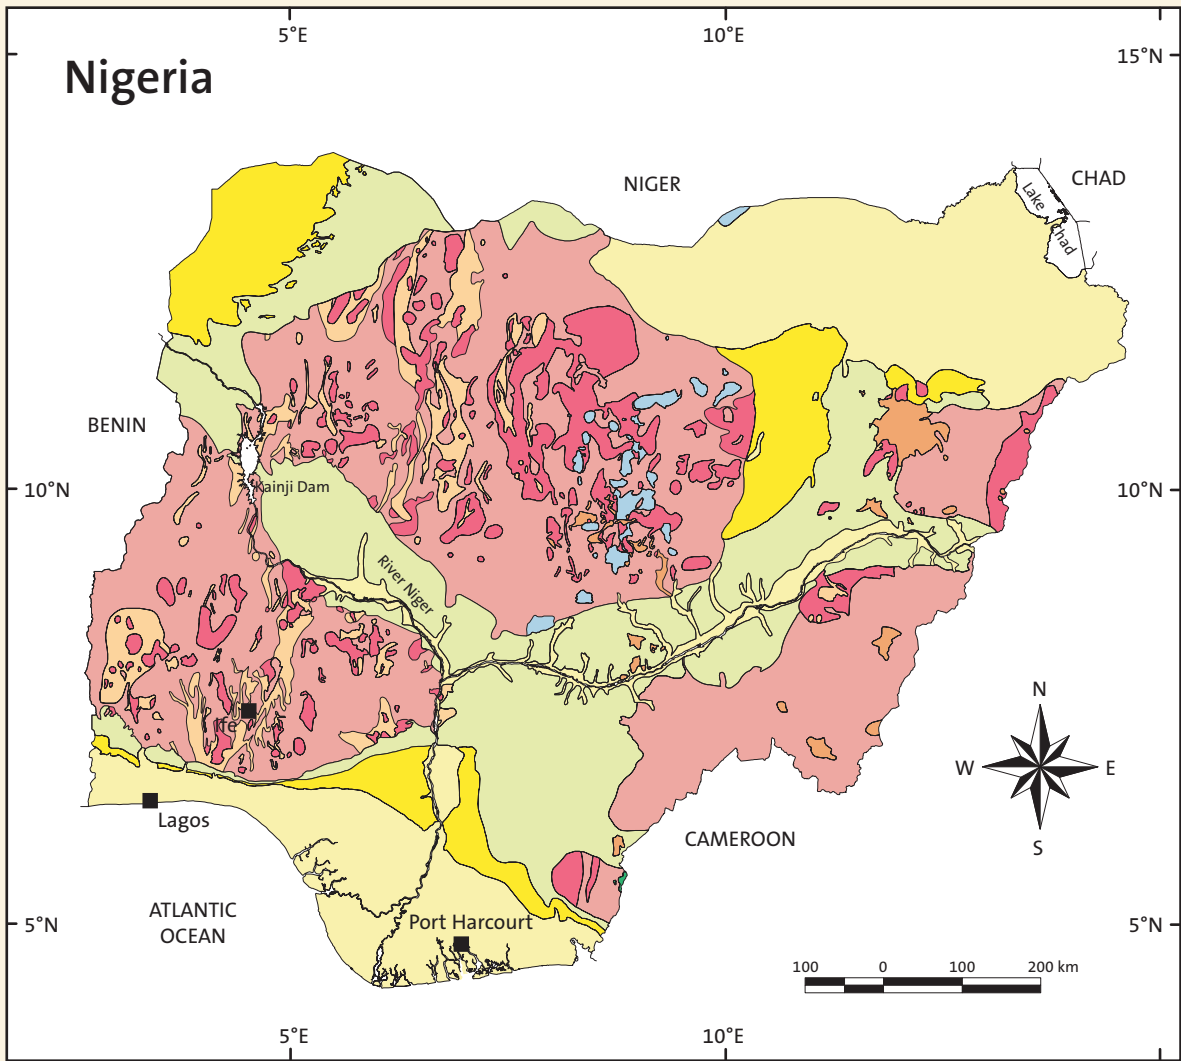 5°E
10°E
15°N
Nigeria
NIGER
CHAD
Lake
Chad
BENIN
10°N
Kainji Dam
10°N
River Niger
N
Ife
W
E
Lagos
CAMEROON
S
ATLANTIC
OCEAN
Port Harcourt
5°N
5°N
100
0
100
200 km
5°E
10°E